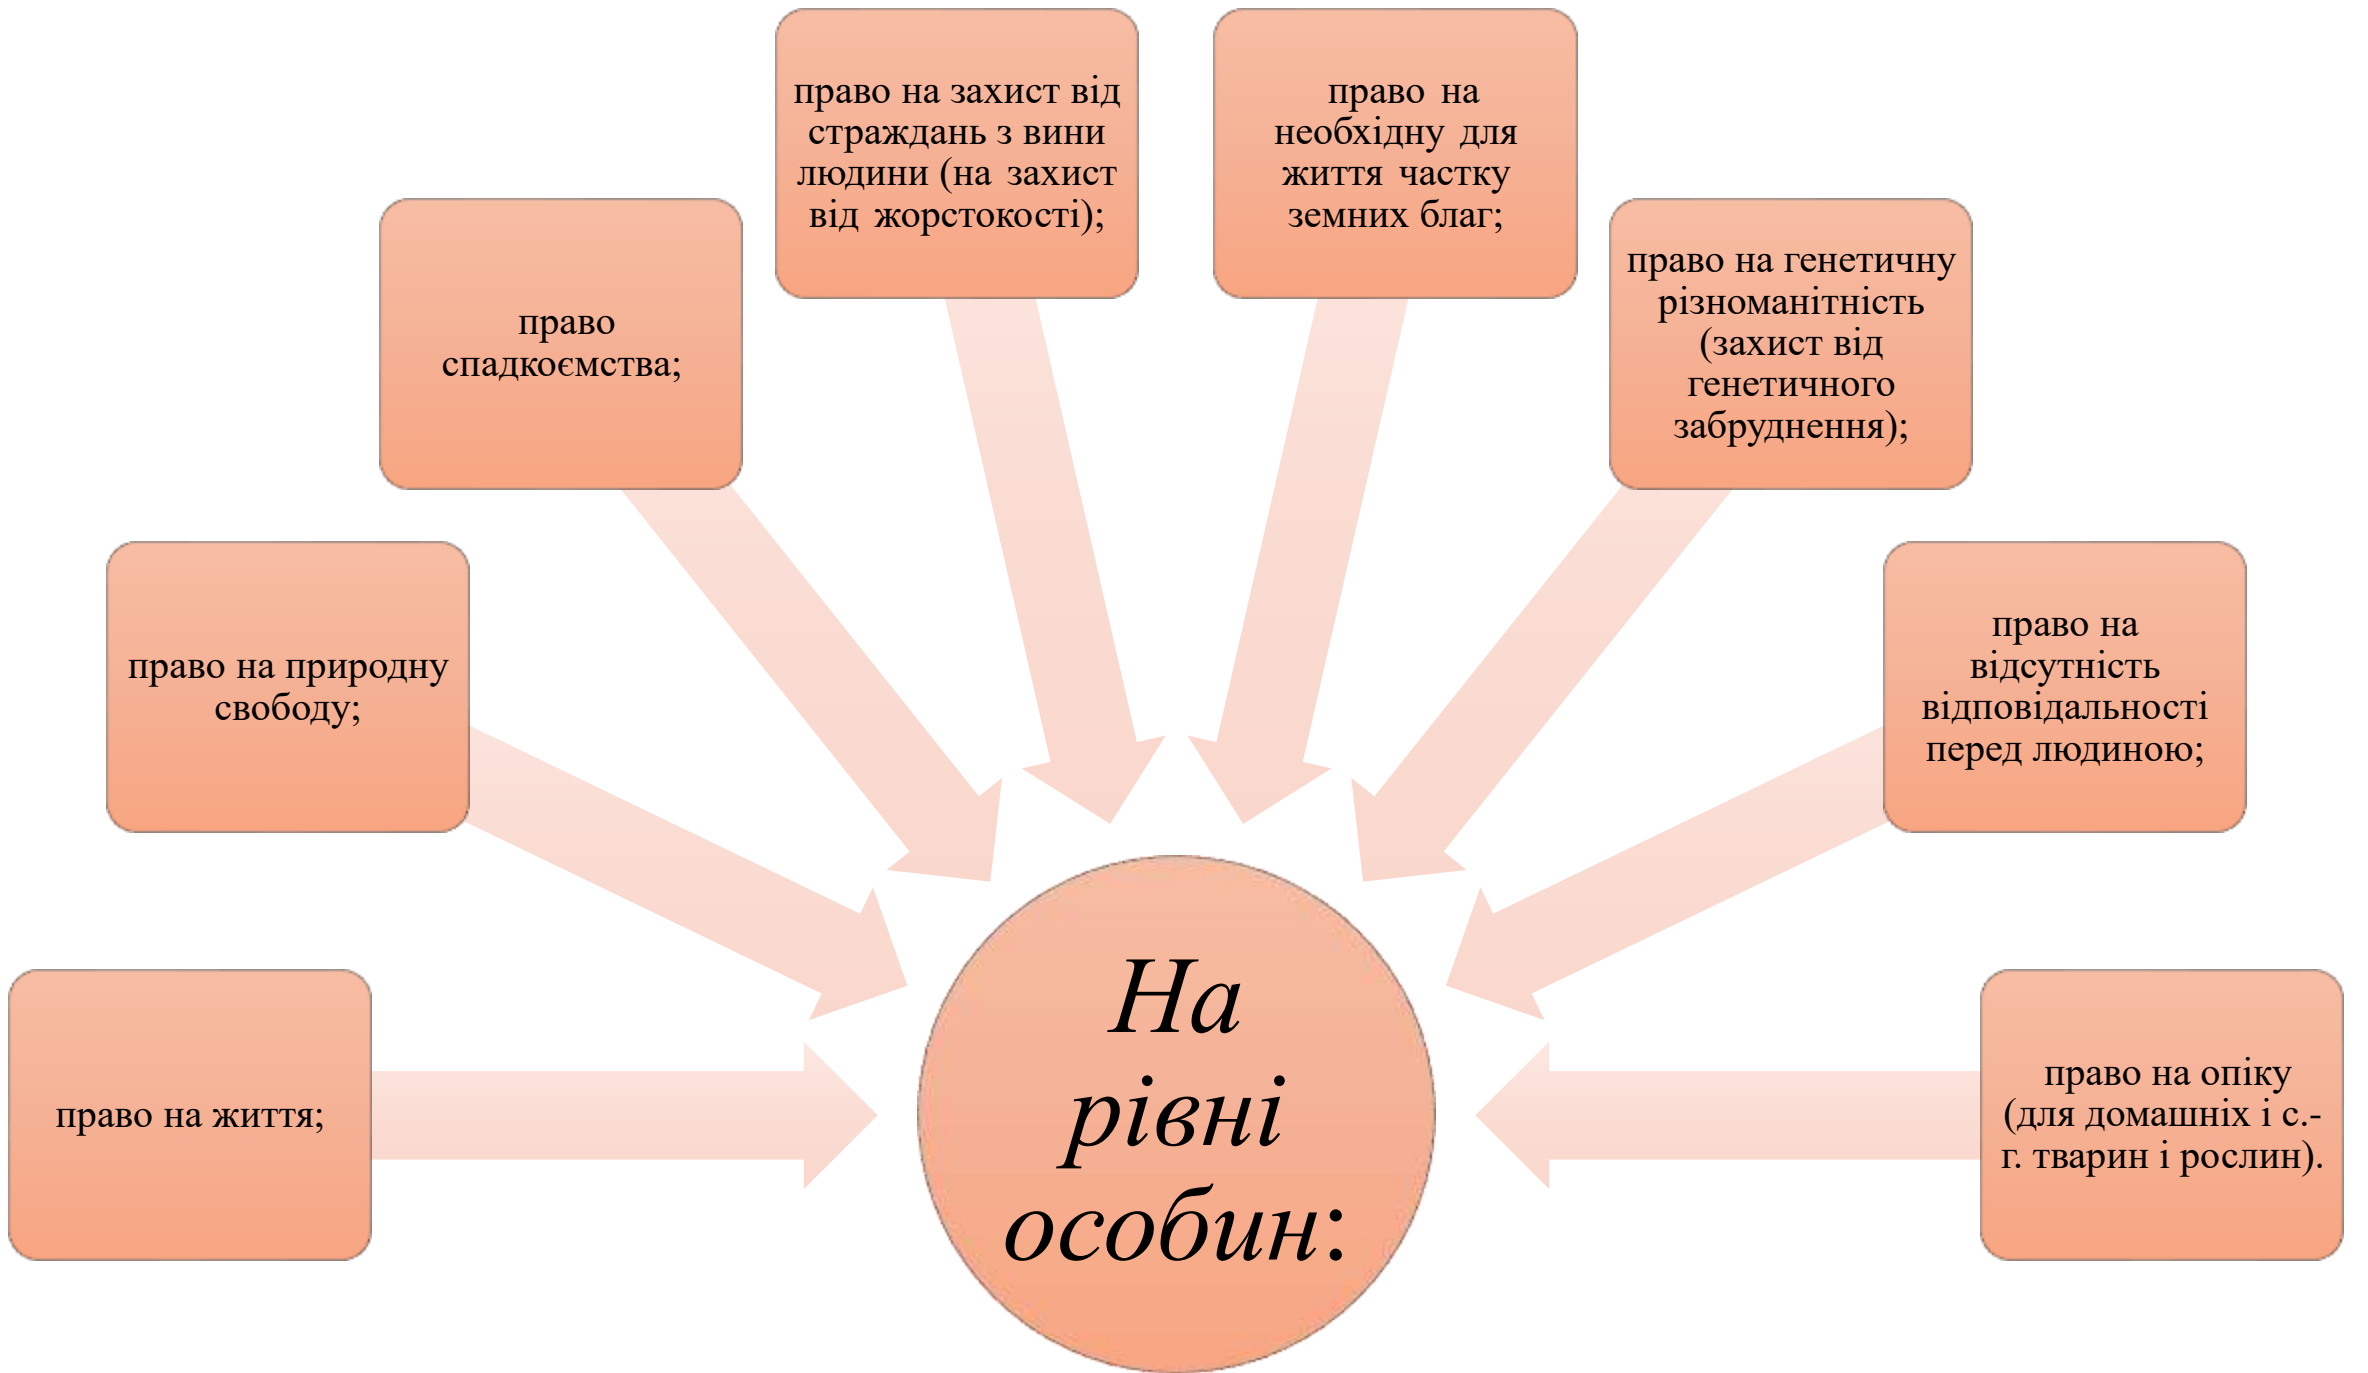 право на життя;
право на природну
свободу;
право
спадкоємства;
право на захист від
страждань з вини
людини (на захист
від жорстокості);
право на
необхідну для
життя частку
земних благ;
право на генетичну
різноманітність
(захист від
генетичного
забруднення);
право на
відсутність
відповідальності
перед людиною;
право на опіку
(для домашніх і с.-
г. тварин і рослин).
На
рівні
особин: